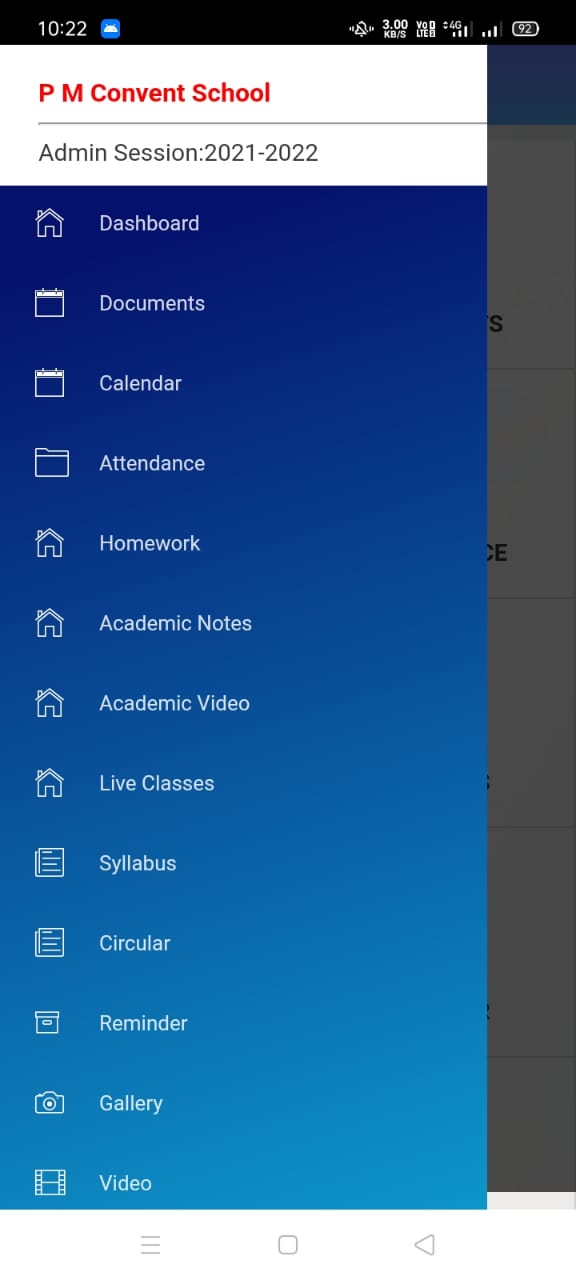 10:22 3.00 KB/S Vo LTE 2 4G 92
P M Convent School
Admin Session:2021-2022
Dashboard
Documents
Calendar
Attendance
Homework
Academic Notes
Academic Video
Live Classes
Syllabus
Circular
Reminder
Gallery
Video